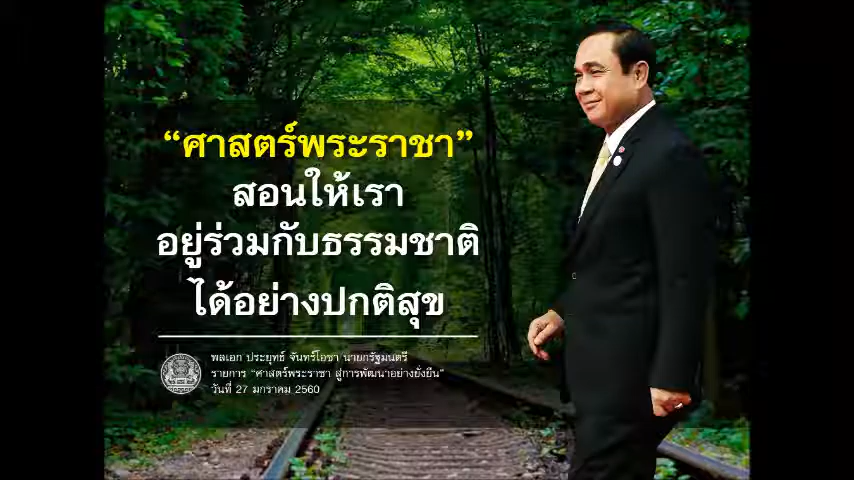 “ศาสตร์พระราชา”
สอนให้เรา
อยู่ร่วมกับธรรมชาติ
ได้อย่างปกติสุข
พลเอก ประยุทธ์ จันทร์โอชา นายกรัฐมนตรี
รายการ “ศาสตร์พระราชา สู่การพัฒนาอย่างยั่งยืน”
วันที่ 27 มกราคม 2560